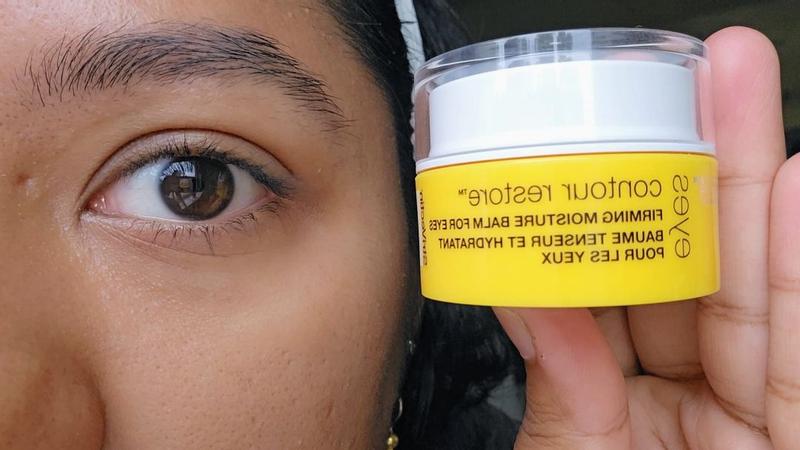 contour restore™
eyes
FIRMING MOISTURE BALM FOR EYES
BAUME TENSEUR ET HYDRATANT
POUR LES YEUX